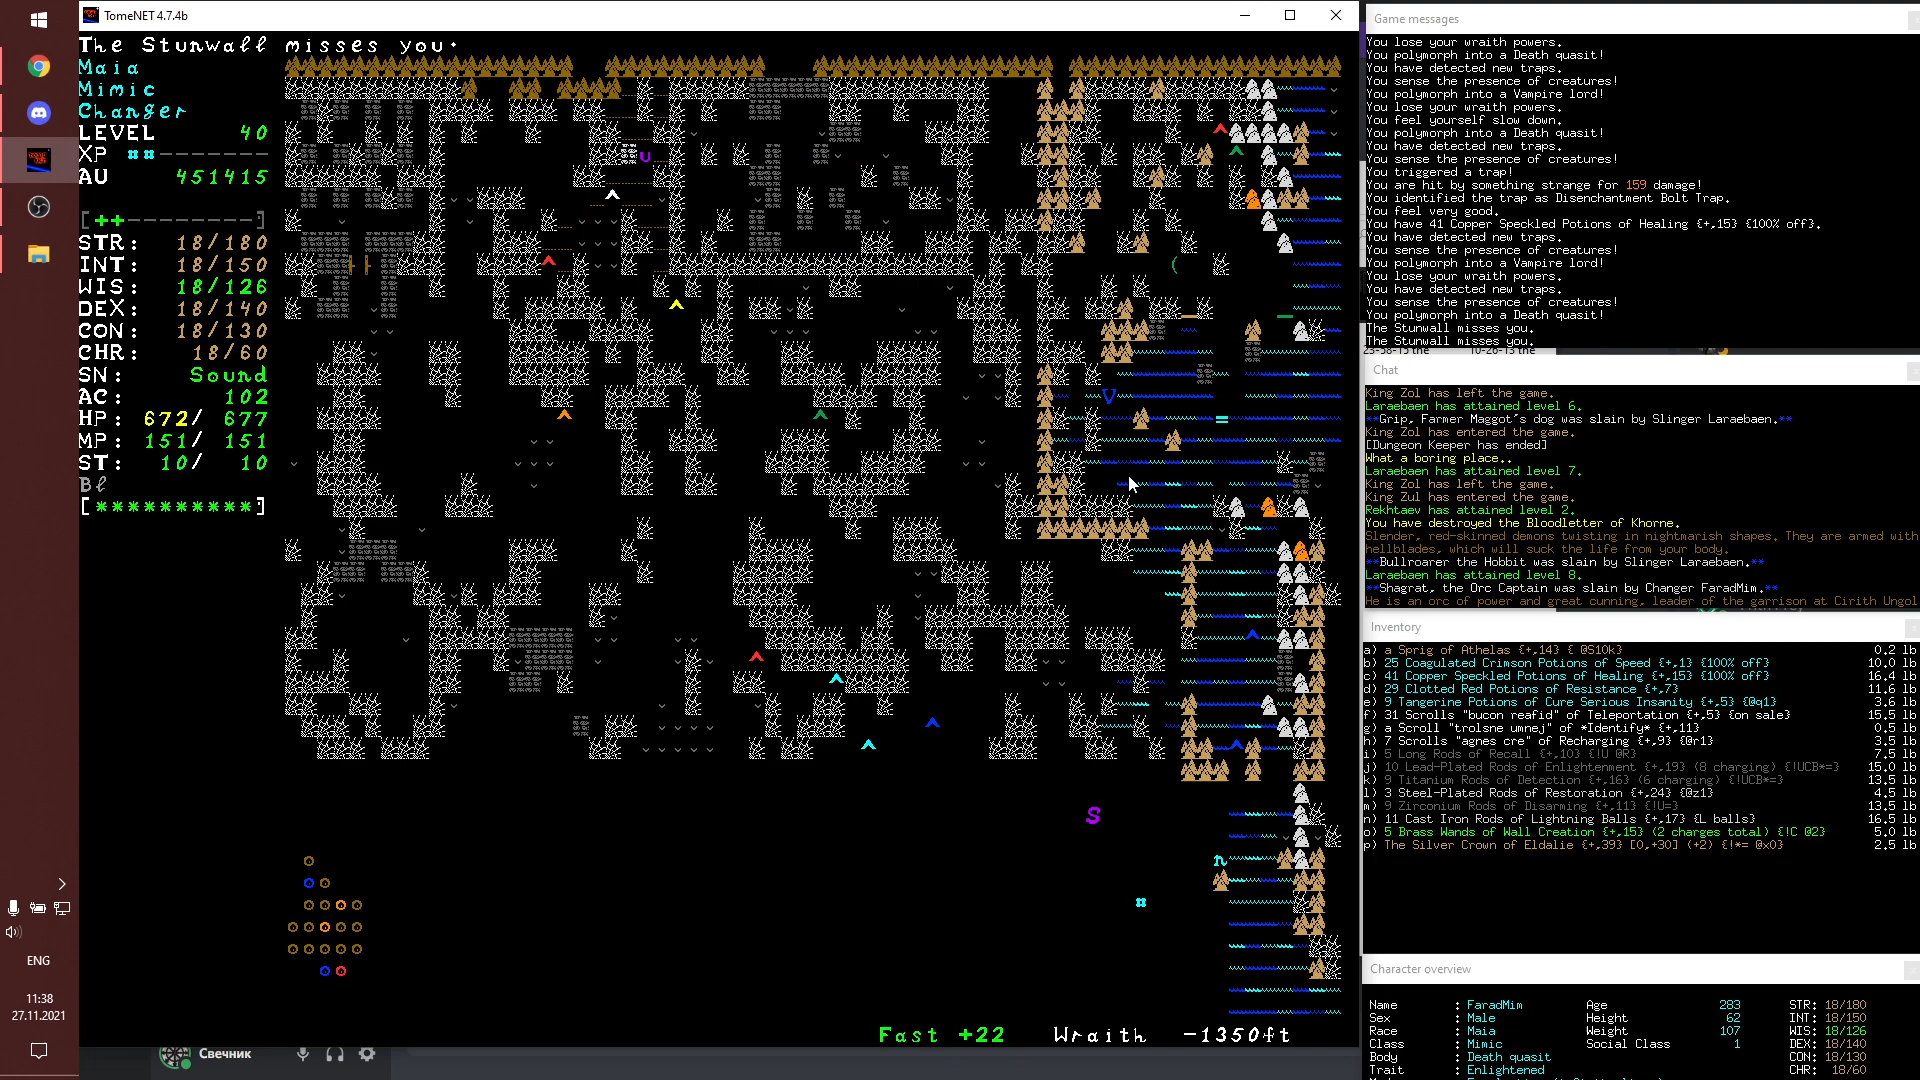 TomeNET 4.7.4b
The Stunwall misses you.
Maia
Mimic
Changer
LEVEL 40
XP
AU 451415
[++----------:]
STR: 18/180
INT: 18/150
WIS: 18/126
DEX: 18/140
CON: 18/130
CHR: 18/60
SN: Sound
AC: 102
HP: 672/ 677
MP: 151/ 151
ST: 10/ 10
Bl
[**********:]
Fast +22 Wraith -1350ft
Свечник
ENG
11:38
27.11.2021
Game messages
You lose your wraith powers.
You polymorph into a Death quasit!
You have detected new traps.
You sense the presence of creatures!
You polymorph into a Vampire lord!
You lose your wraith powers.
You feel yourself slow down.
You polymorph into a Death quasit!
You have detected new traps.
You sense the presence of creatures!
You triggered a trap!
You are hit by something strange for 159 damage!
You identified the trap as Disenchantment Bolt Trap.
You feel very good.
You have 41 Copper Speckled Potions of Healing {+,15} {100% off}.
You have detected new traps.
You sense the presence of creatures!
You polymorph into a Vampire lord!
You lose your wraith powers.
You have detected new traps.
You sense the presence of creatures!
You polymorph into a Death quasit!
The Stunwall misses you.
The Stunwall misses you.
Chat
King Zol has left the game.
Laraebaen has attained level 6.
**Grip, Farmer Maggot's dog was slain by Slinger Laraebaen.**
King Zol has entered the game.
[Dungeon Keeper has ended]
What a boring place..
Laraebaen has attained level 7.
King Zol has left the game.
King Zul has entered the game.
Rekhtaev has attained level 2.
You have destroyed the Bloodletter of Khorne.
Slender, red-skinned demons twisting in nightmarish shapes. They are armed with
hellblades, which will suck the life from your body.
**Bullroarer the Hobbit was slain by Slinger Laraebaen.**
Laraebaen has attained level 8.
**Shagrat, the Orc Captain was slain by Changer FaradMim.**
He is an orc of power and great cunning, leader of the garrison at Cirith Ungol
Inventory
a) a Sprig of Athelas {+,14} { @S10k} 0.2 lb
b) 25 Coagulated Crimson Potions of Speed {+,1} {100% off} 10.0 lb
c) 41 Copper Speckled Potions of Healing {+,15} {100% off} 16.4 lb
d) 29 Clotted Red Potions of Resistance {+,7} 11.6 lb
e) 9 Tangerine Potions of Cure Serious Insanity {+,5} {@q1} 3.6 lb
f) 31 Scrolls "bucon reafid" of Teleportation {+,5} {on sale} 15.5 lb
g) a Scroll "trolsne umnej" of *Identify* {+,11} 0.5 lb
h) 7 Scrolls "agnes cre" of Recharging {+,9} {@r1} 3.5 lb
i) 5 Long Rods of Recall {+,10} {!U @R} 7.5 lb
j) 10 Lead-Plated Rods of Enlightenment {+,19} (8 charging) {!UCB*=} 15.0 lb
k) 9 Titanium Rods of Detection {+,16} (6 charging) {!UCB*=} 13.5 lb
l) 3 Steel-Plated Rods of Restoration {+,24} {@z1} 4.5 lb
m) 9 Zirconium Rods of Disarming {+,11} {!U=} 13.5 lb
n) 11 Cast Iron Rods of Lightning Balls {+,17} {L balls} 16.5 lb
o) 5 Brass Wands of Wall Creation {+,15} (2 charges total) {!C @2} 5.0 lb
p) The Silver Crown of Eldalie {+,39} [0,+30] (+2) {!*= @x0} 2.5 lb
Character overview
Name : FaradMim Age 283 STR: 18/180
Sex : Male Height 62 INT: 18/150
Race : Maia Weight 107 WIS: 18/126
Class : Mimic Social Class 1 DEX: 18/140
Body : Death quasit CON: 18/130
Trait : Enlightened CHR: 18/60